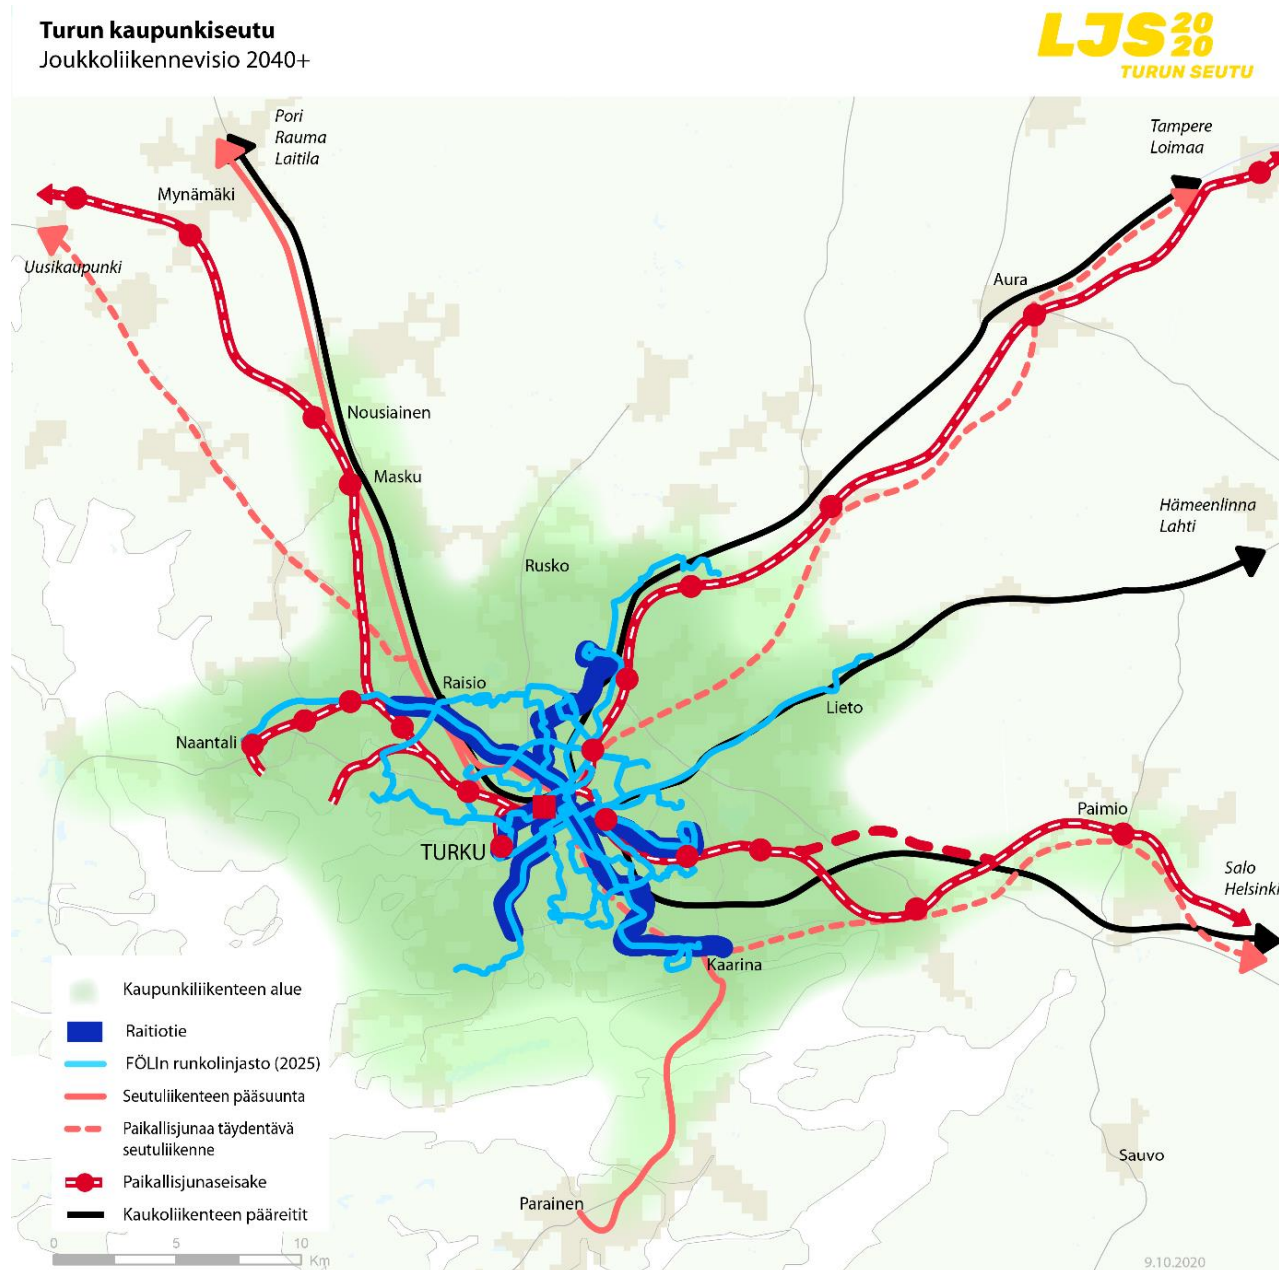 Turun kaupunkiseutu
Joukkoliikennevisio 2040+
LJS 20
20
TURUN SEUTU
Pori
Rauma
Laitila
Tampere
Loimaa
Mynämäki
Uusikaupunki
Aura
Nousiainen
Masku
Hämeenlinna
Lahti
Rusko
Raisio
Lieto
Naantali
Paimio
TURKU
Salo
Helsinki
Kaarina
Kaupunkiliikenteen alue
Raitiotie
FÖLIn runkolinjasto (2025)
Seutuliikenteen pääsuunta
Paikallisjunaa täydentävä
seutuliikenne
Paikallisjunaseisake
Kaukoliikenteen pääreitit
Sauvo
Parainen
0 5 10
Km
9.10.2020